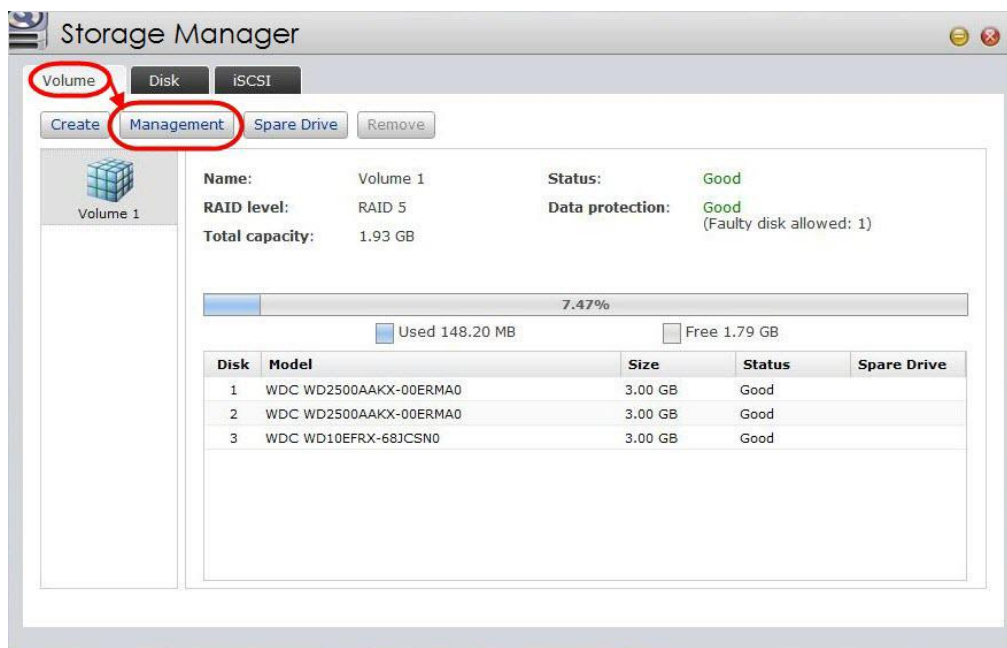 Storage Manager
Volume Disk iSCSI
Create Management Spare Drive Remove
Volume 1
Name: Volume 1 Status: Good
RAID level: RAID 5 Data protection: Good
(Faulty disk allowed: 1)
Total capacity: 1.93 GB
7.47%
Used 148.20 MB Free 1.79 GB
Disk Model Size Status Spare Drive
1 WDC WD2500AAKX-00ERMA0 3.00 GB Good
2 WDC WD2500AAKX-00ERMA0 3.00 GB Good
3 WDC WD10EFRX-68JCSN0 3.00 GB Good